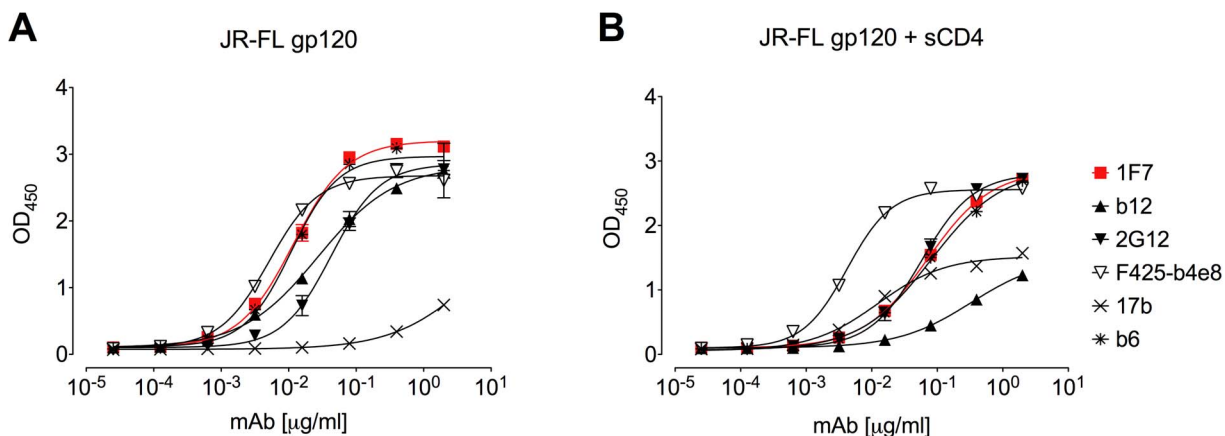 A
JR-FL gp120
OD₄₅₀
4
3
2
1
0
10⁻⁵ 10⁻⁴ 10⁻³ 10⁻² 10⁻¹ 10⁰ 10¹
mAb [µg/ml]
B
JR-FL gp120 + sCD4
OD₄₅₀
4
3
2
1
0
10⁻⁵ 10⁻⁴ 10⁻³ 10⁻² 10⁻¹ 10⁰ 10¹
mAb [µg/ml]
1F7
b12
2G12
F425-b4e8
17b
b6